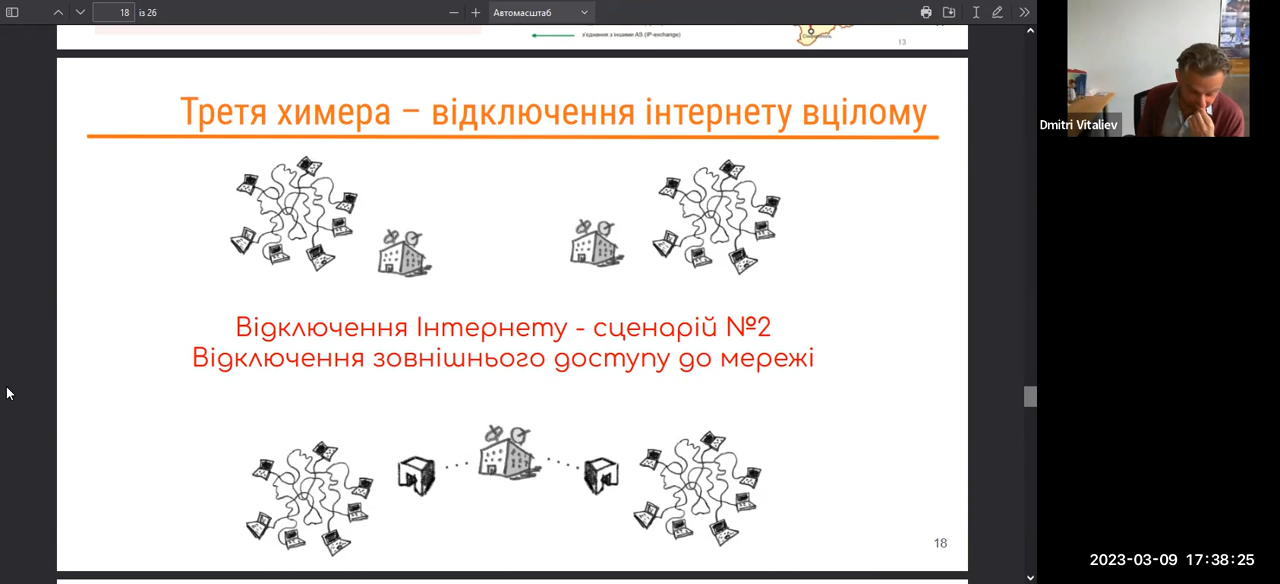 18 із 26
Автомасштаб
з'єднання з іншими AS (IP-exchange)
13
Третя химера – відключення інтернету вцілому
Відключення Інтернету - сценарій №2
Відключення зовнішнього доступу до мережі
18
Dmitri Vitaliev
2023-03-09 17:38:25